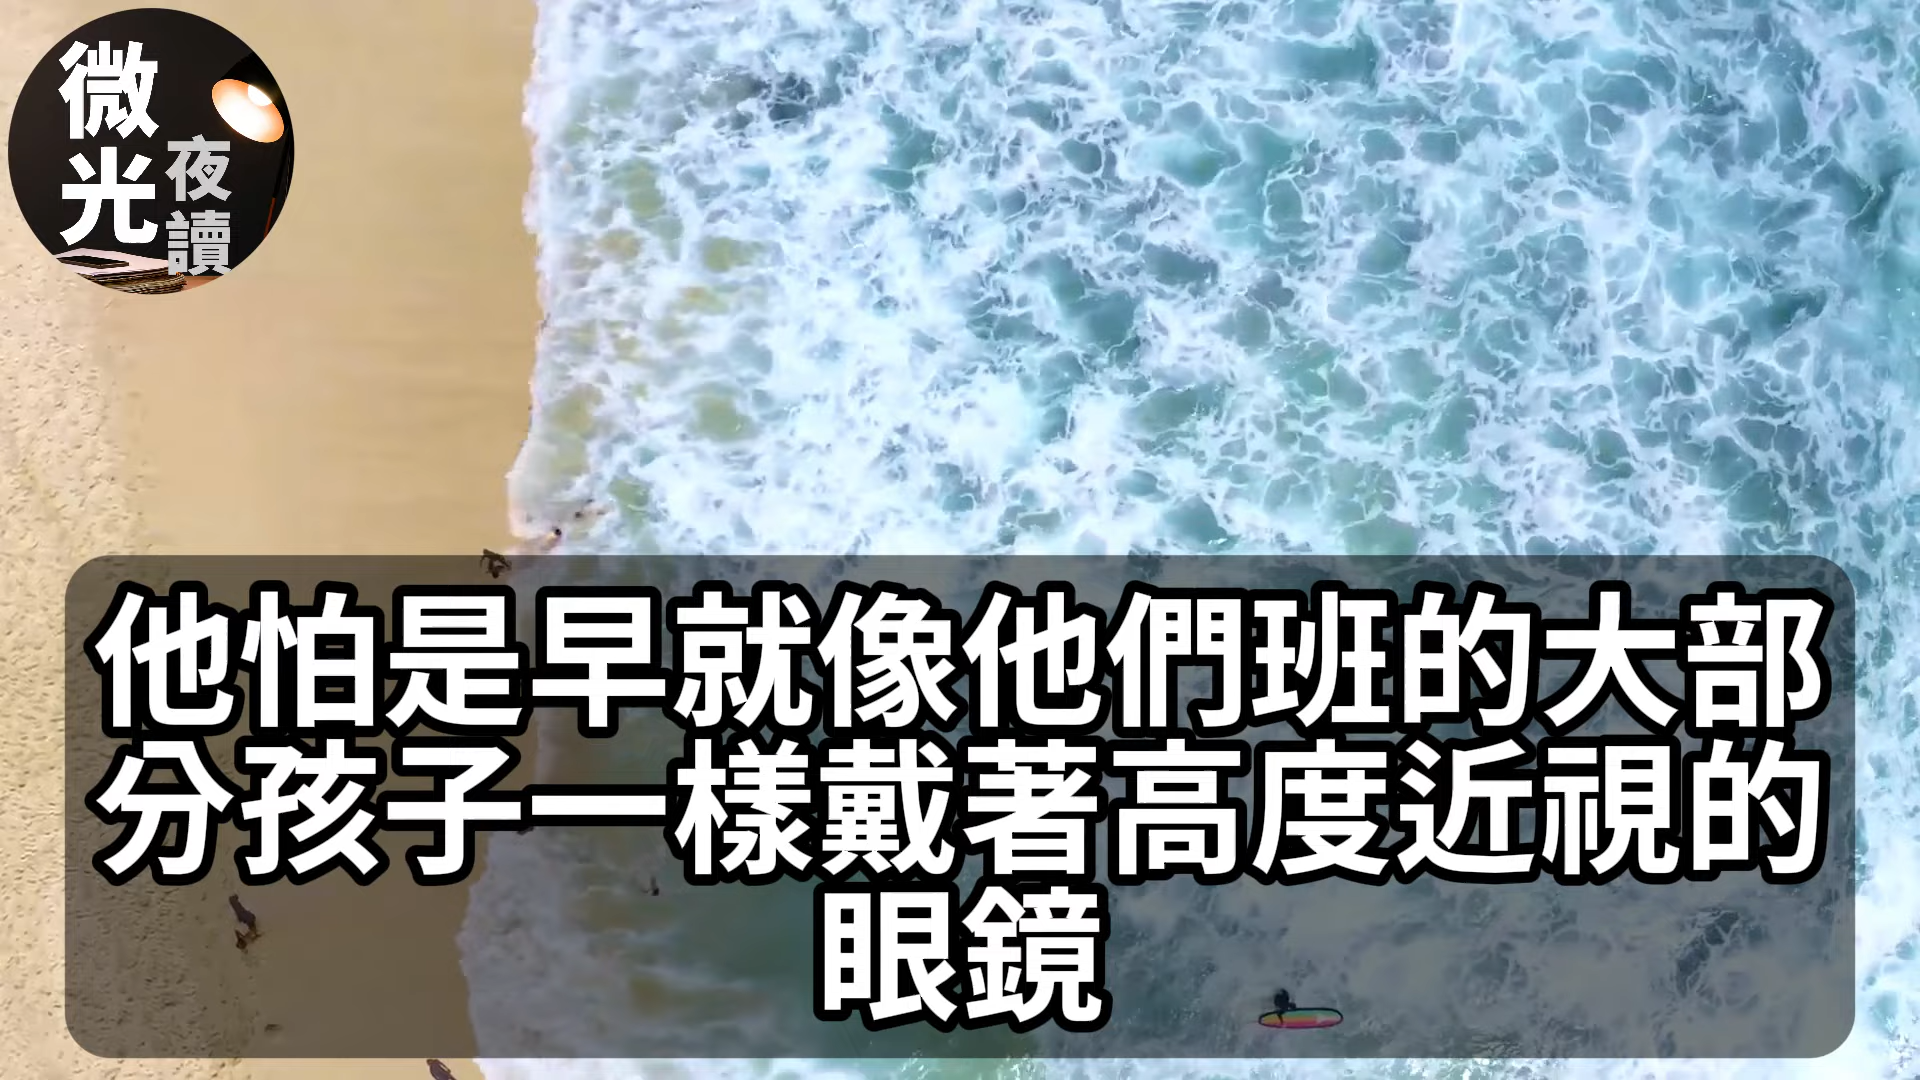 微光
夜讀
他怕是早就像他們班的大部
分孩子一樣戴著高度近視的
眼鏡